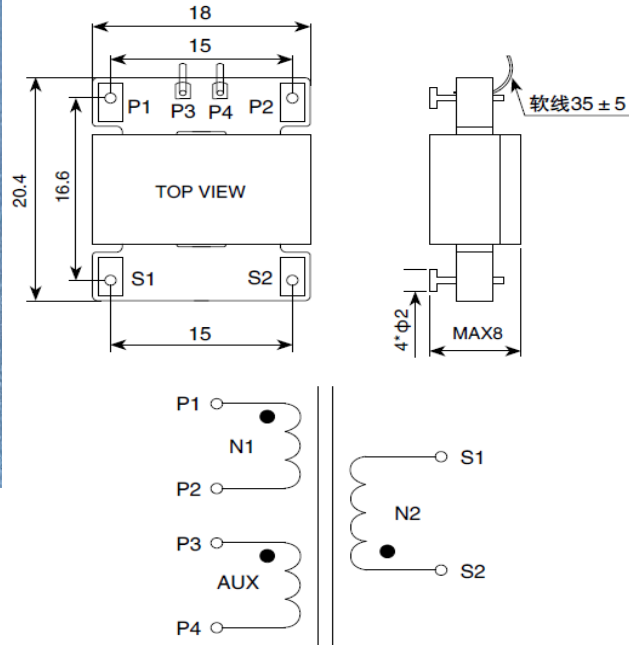 18
15
P1 P3 P4 P2
软线35±5
20.4
16.6
TOP VIEW
S1 S2
15
4*φ2
MAX8
P1
N1
P2
S1
N2
P3
S2
AUX
P4